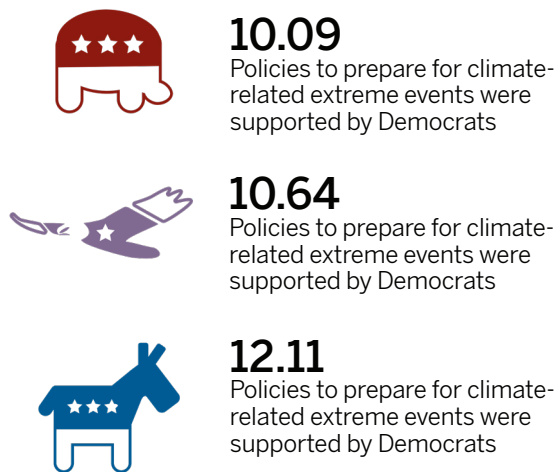 10.09
Policies to prepare for climate-
related extreme events were
supported by Democrats
10.64
Policies to prepare for climate-
related extreme events were
supported by Democrats
12.11
Policies to prepare for climate-
related extreme events were
supported by Democrats